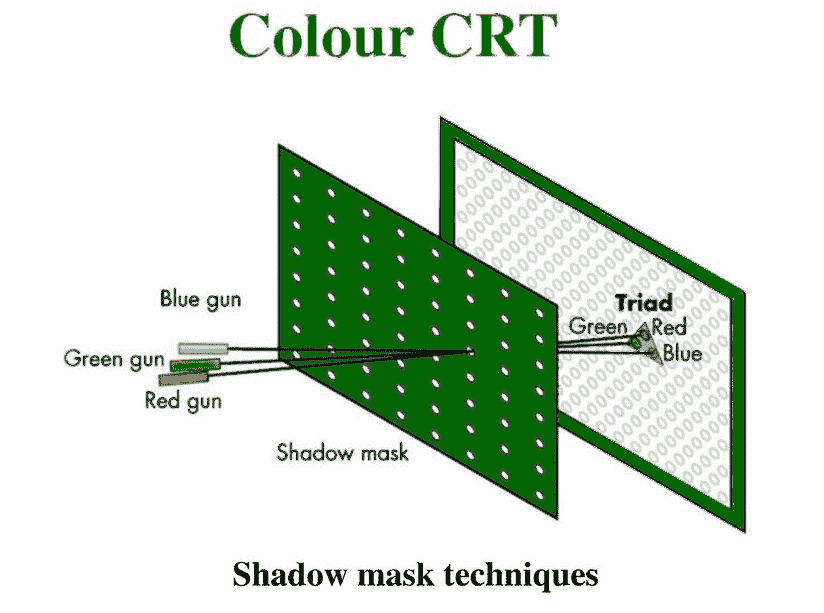 Colour CRT
Triad
Green Red
Blue
Blue gun
Green gun
Red gun
Shadow mask
Shadow mask techniques